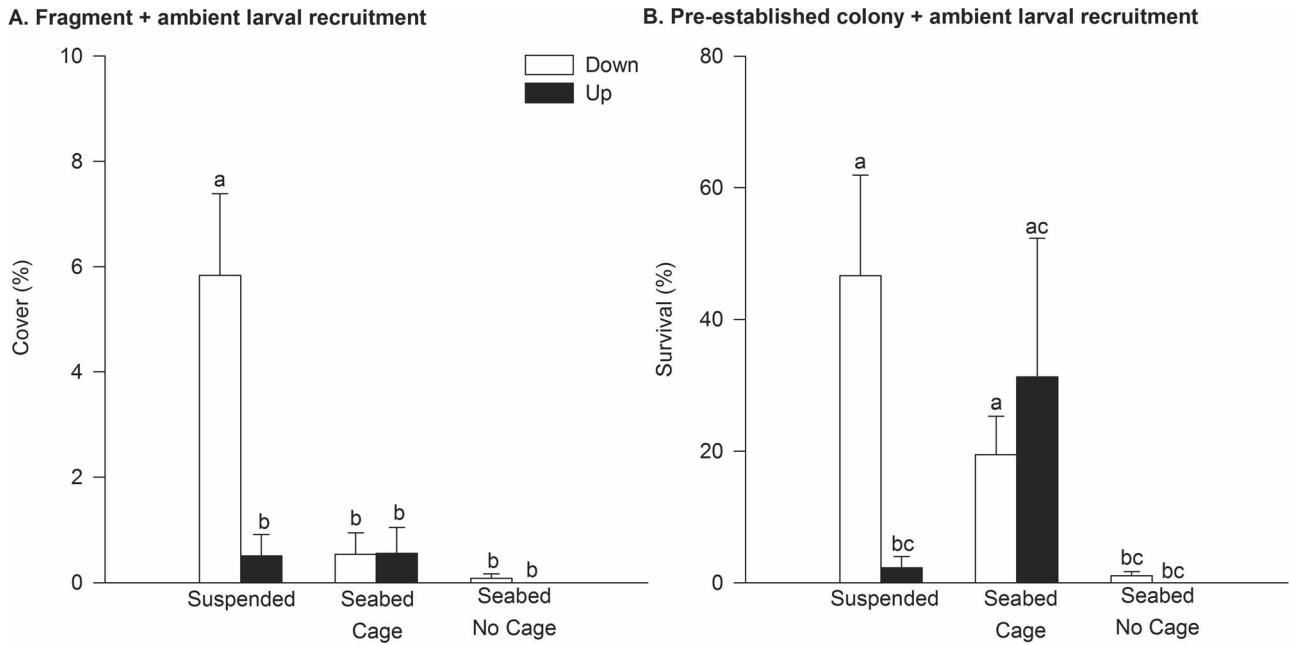 A. Fragment + ambient larval recruitment
10
8
6
4
2
0
Cover (%)
Down
Up
a
b
b
b
b
b
Suspended
Seabed
Cage
Seabed
No Cage
B. Pre-established colony + ambient larval recruitment
80
60
40
20
0
Survival (%)
a
bc
a
ac
bc
bc
Suspended
Seabed
Cage
Seabed
No Cage